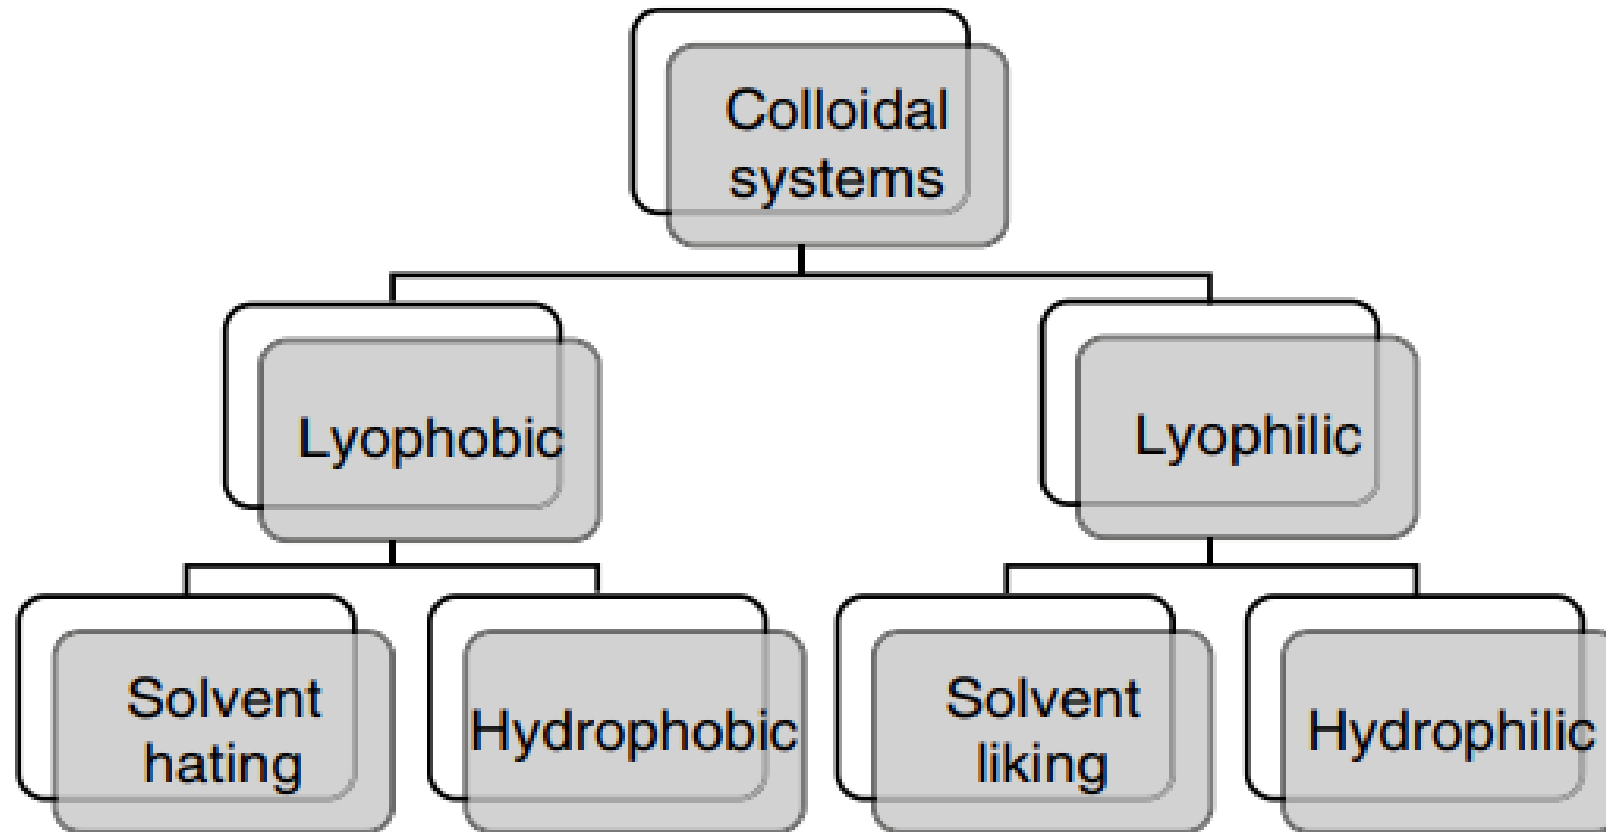 Colloidal
systems
Lyophobic
Lyophilic
Solvent
hating
Hydrophobic
Solvent
liking
Hydrophilic